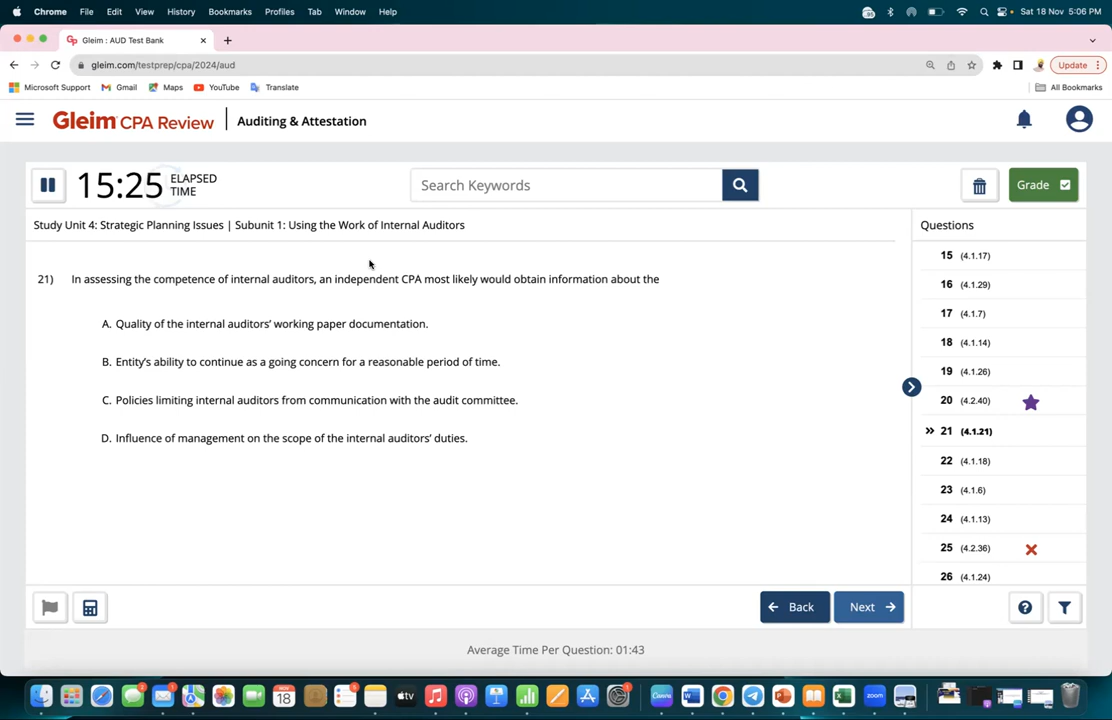 Chrome File Edit View History Bookmarks Profiles Tab Window Help Sat 18 Nov 5:06 PM
Gleim : AUD Test Bank
gleim.com/testprep/cpa/2024/aud Update
Microsoft Support Gmail Maps YouTube Translate All Bookmarks
Gleim CPA Review Auditing & Attestation
15:25 ELAPSED TIME Search Keywords Grade
Study Unit 4: Strategic Planning Issues | Subunit 1: Using the Work of Internal Auditors
21) In assessing the competence of internal auditors, an independent CPA most likely would obtain information about the
A. Quality of the internal auditors' working paper documentation.
B. Entity's ability to continue as a going concern for a reasonable period of time.
C. Policies limiting internal auditors from communication with the audit committee.
D. Influence of management on the scope of the internal auditors' duties.
Questions
15 (4.1.17)
16 (4.1.29)
17 (4.1.7)
18 (4.1.14)
19 (4.1.26)
20 (4.2.40)
21 (4.1.21)
22 (4.1.18)
23 (4.1.6)
24 (4.1.13)
25 (4.2.36)
26 (4.1.24)
Back Next
Average Time Per Question: 01:43
NOV 18 tv Canva zoom